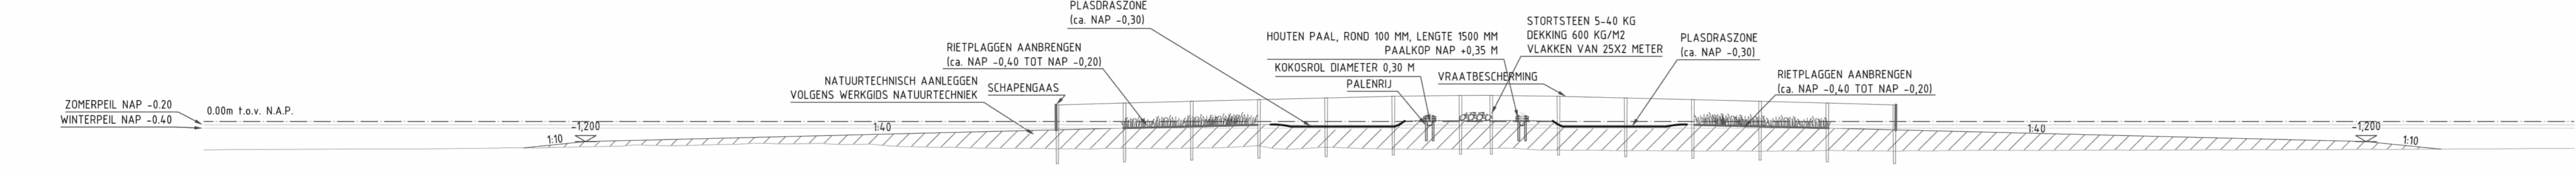 PLASDRASZONE
(ca. NAP -0,30)
RIETPLAGGEN AANBRENGEN
(ca. NAP -0,40 TOT NAP -0,20)
NATUURTECHNISCH AANLEGGEN
VOLGENS WERKGIDS NATUURTECHNIEK
SCHAPENGAAS
ZOMERPEIL NAP -0.20
WINTERPEIL NAP -0.40
0.00m t.o.v. N.A.P.
HOUTEN PAAL, ROND 100 MM, LENGTE 1500 MM
PAALKOP NAP +0,35 M
KOKOSROL DIAMETER 0,30 M
PALENRIJ
STORTSTEEN 5-40 KG
DEKKING 600 KG/M2
VLAKKEN VAN 25X2 METER
VRAATBESCHERMING
PLASDRASZONE
(ca. NAP -0,30)
RIETPLAGGEN AANBRENGEN
(ca. NAP -0,40 TOT NAP -0,20)
1:10
-1,200
1:40
1:40
-1,200
1:10